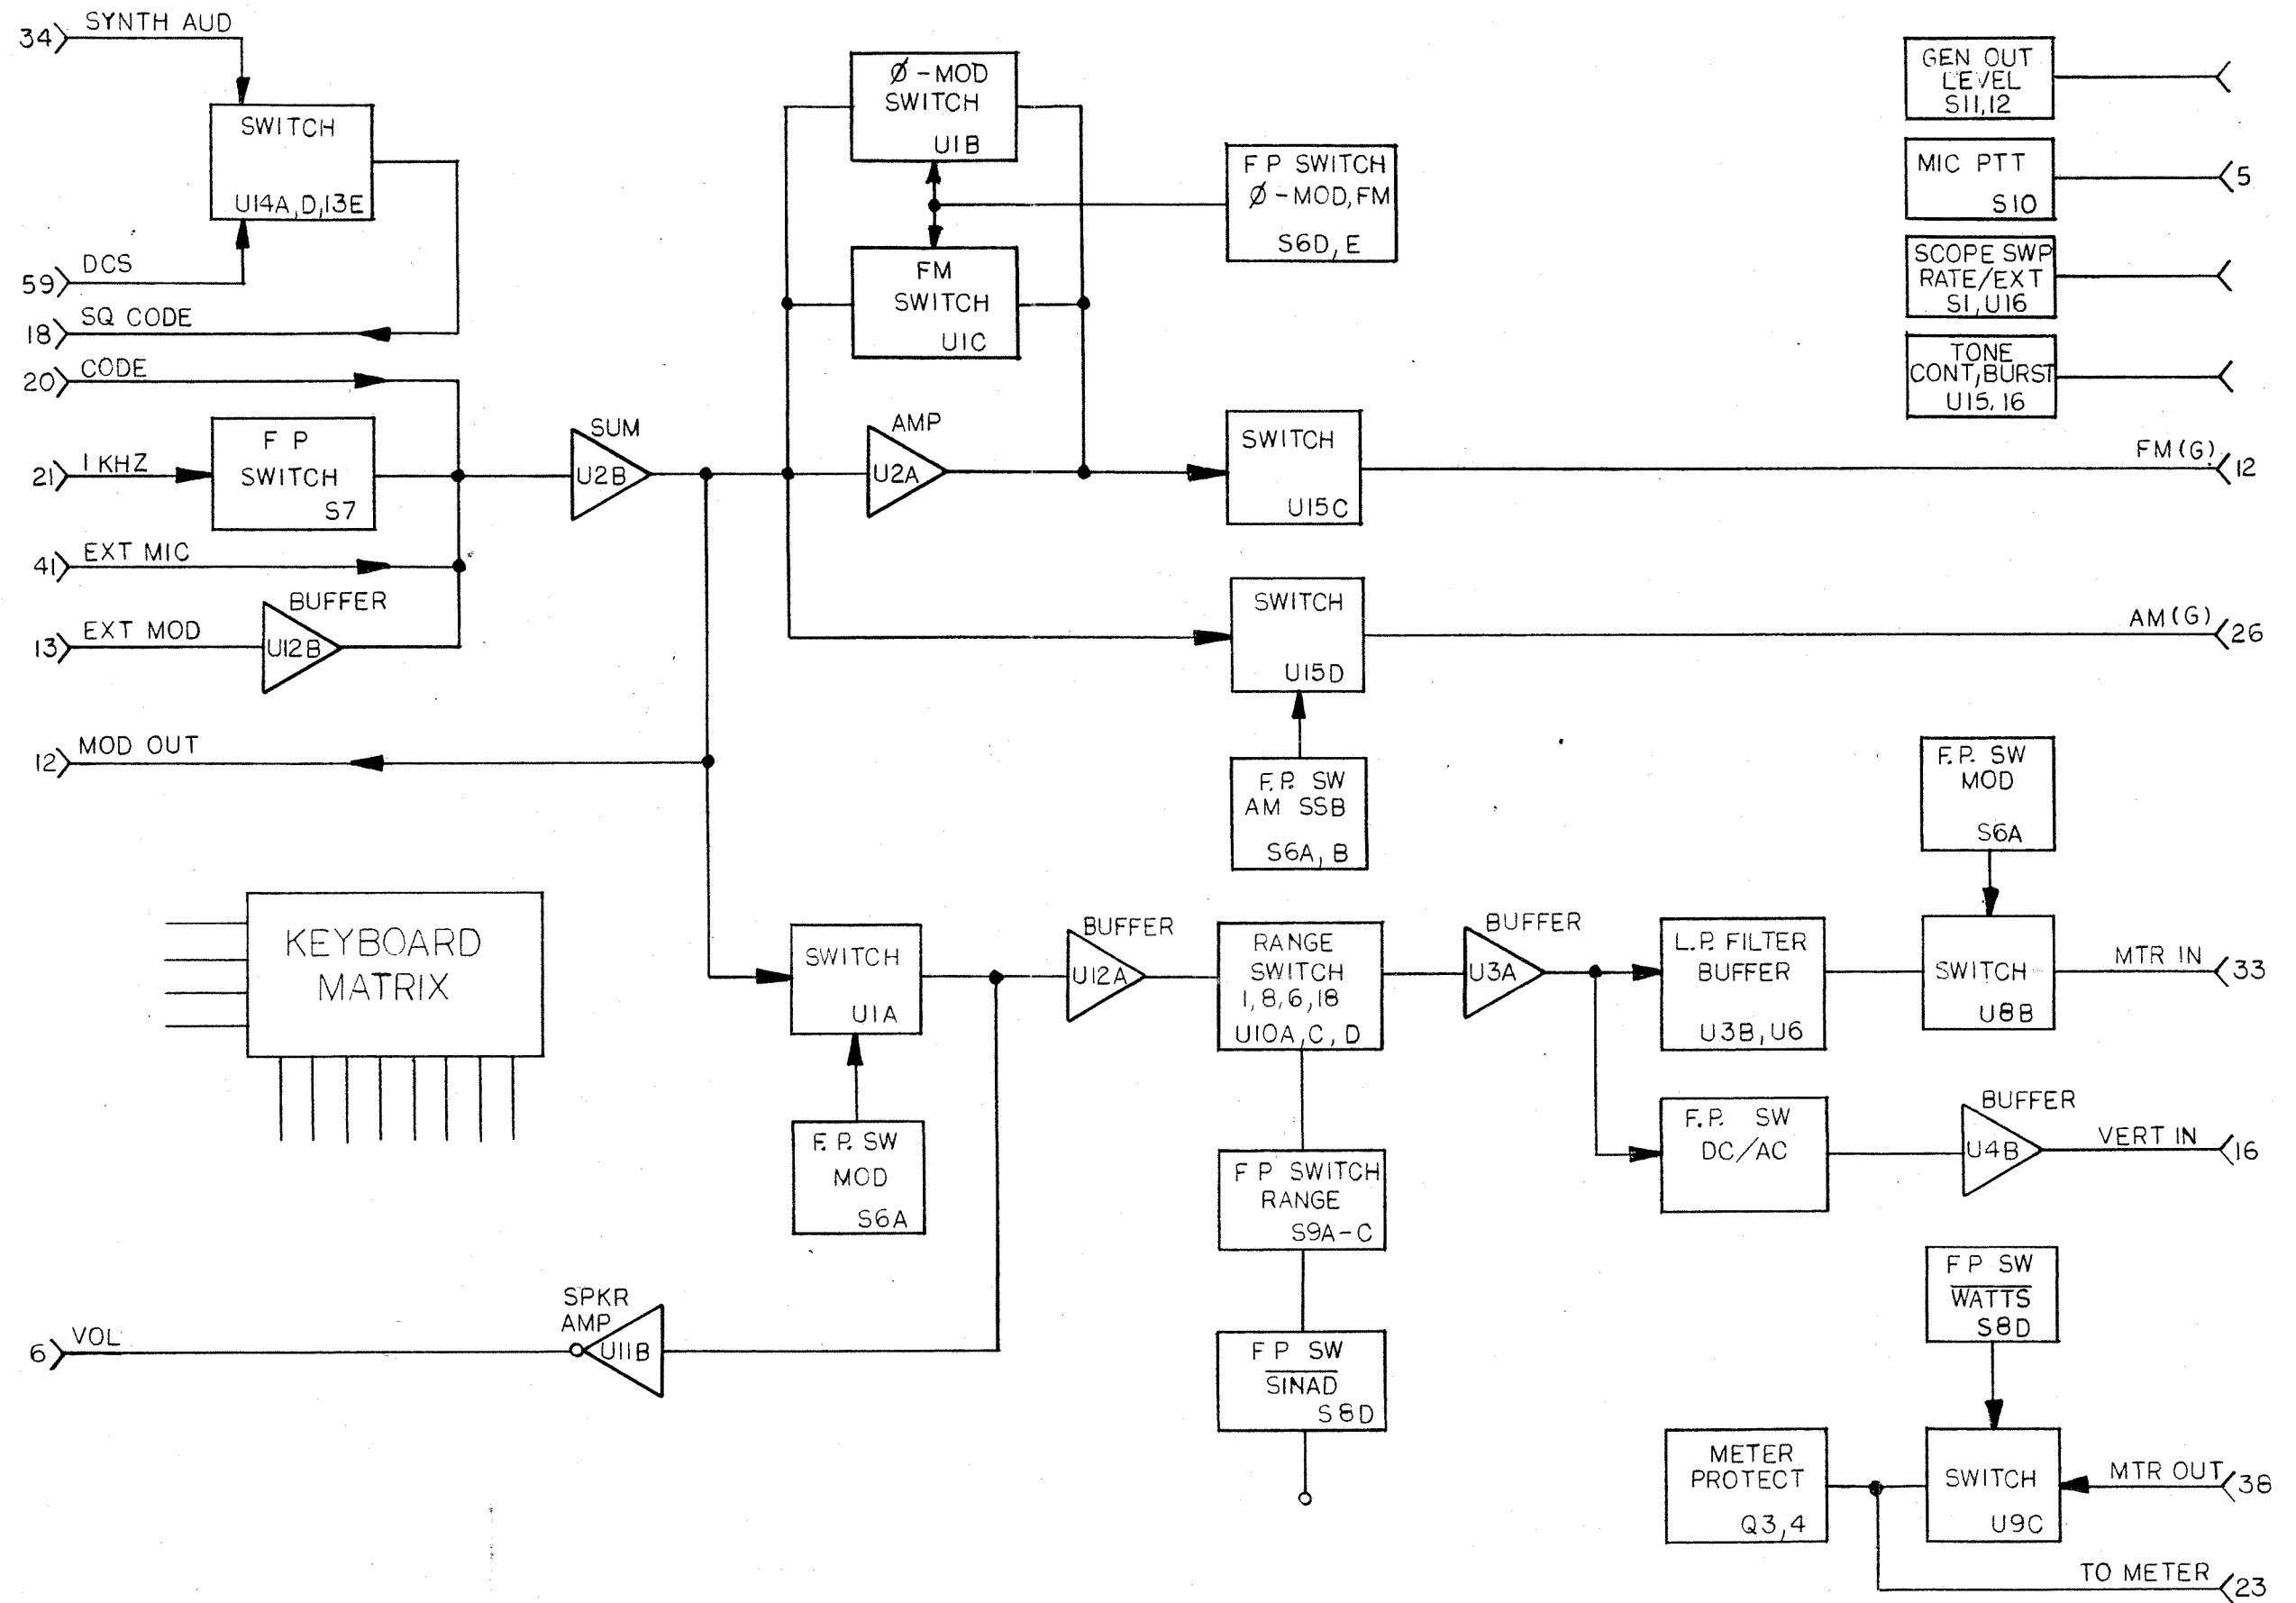 34 SYNTH AUD
SWITCH
U14A,D,13E
59 DCS
18 SQ CODE
20 CODE
21 1 KHZ
F P
SWITCH
S7
41 EXT MIC
13 EXT MOD
BUFFER
U12B
12 MOD OUT
SUM
U2B
Ø-MOD
SWITCH
U1B
FM
SWITCH
U1C
F P SWITCH
Ø-MOD,FM
S6D, E
AMP
U2A
SWITCH
U15C
FM(G) 12
GEN OUT
LEVEL
S11,12
MIC PTT
S10
5
SCOPE SWP
RATE/EXT
S1, U16
TONE
CONT,BURST
U15,16
SWITCH
U15D
AM(G) 26
F.P. SW
AM SSB
S6A, B
KEYBOARD
MATRIX
SWITCH
U1A
F.P. SW
MOD
S6A
BUFFER
U12A
RANGE
SWITCH
1,8,6,18
U10A,C,D
F P SWITCH
RANGE
S9A-C
F P SW
SINAD
S8D
BUFFER
U3A
L.P. FILTER
BUFFER
U3B, U6
F.P. SW
MOD
S6A
SWITCH
U8B
MTR IN 33
F.P. SW
DC/AC
BUFFER
U4B
VERT IN 16
SPKR
AMP
U11B
6 VOL
F P SW
WATTS
S8D
METER
PROTECT
Q3,4
SWITCH
U9C
MTR OUT 38
TO METER 23